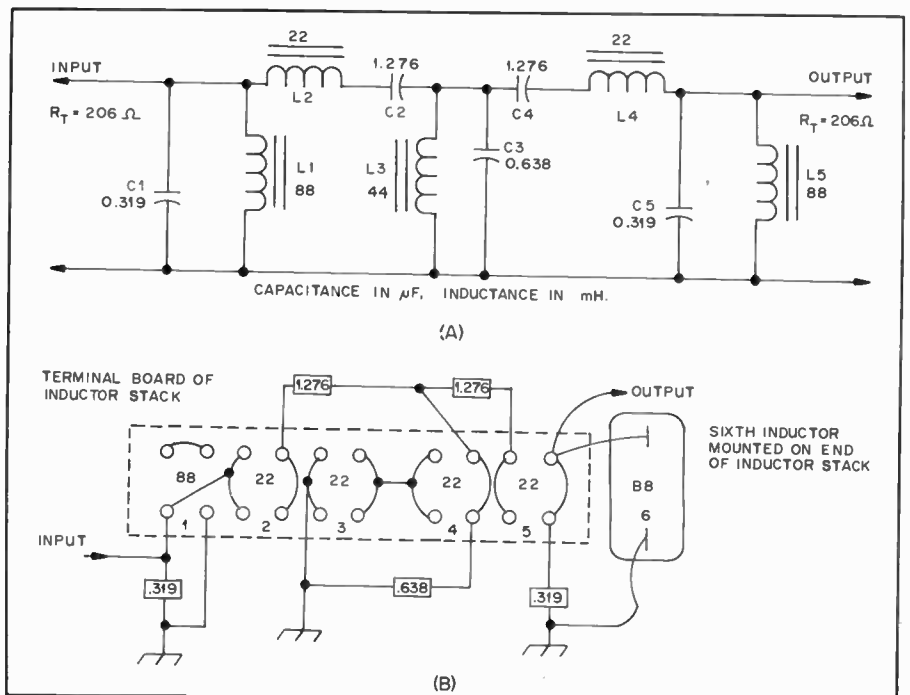 22
22
INPUT
1.276
1.276
OUTPUT
L2
C2
C4
L4
R_T = 206 Ω
R_T = 206 Ω
C1
0.319
L1
88
L3
44
C3
0.638
C5
0.319
L5
88
CAPACITANCE IN µF, INDUCTANCE IN mH.
(A)
TERMINAL BOARD OF
INDUCTOR STACK
1.276
1.276
OUTPUT
SIXTH INDUCTOR
MOUNTED ON END
OF INDUCTOR STACK
88
22
22
22
22
B8
6
1
2
3
4
5
INPUT
.319
.638
.319
(B)